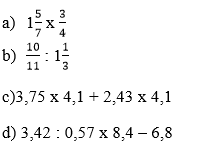 a) 1 5/7 x 3/4
b) 10/11 : 1 1/3
c)3,75 x 4,1 + 2,43 x 4,1
d) 3,42 : 0,57 x 8,4 – 6,8